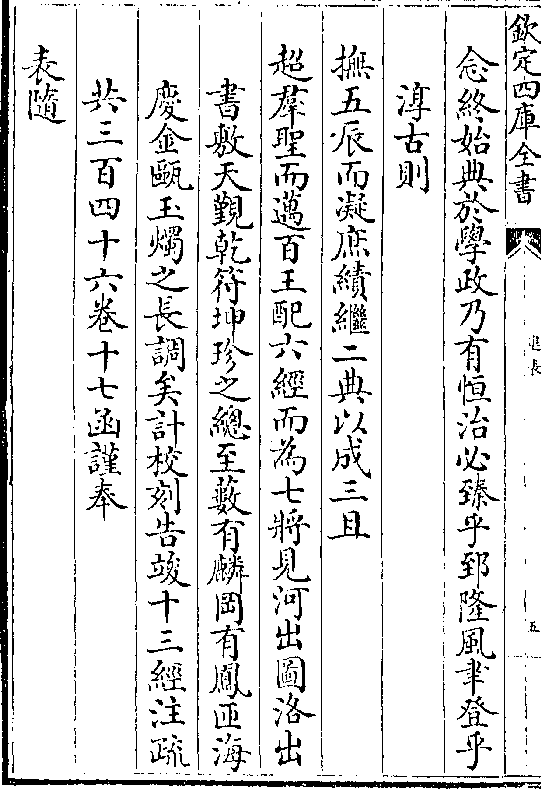 欽定四庫全書
進表
五
念終始典於學政乃有恒治必臻乎郅隆風聿登乎
淳古則
撫五辰而凝庶績繼二典以成三且
超羣聖而邁百王配六經而為七將見河出圖洛出
書敷天覲乾符坤珍之總至藪有麟岡有鳳匝海
慶金甌玉燭之長調矣計校刻告竣十三經注疏
共三百四十六卷十七函謹奉
表隨